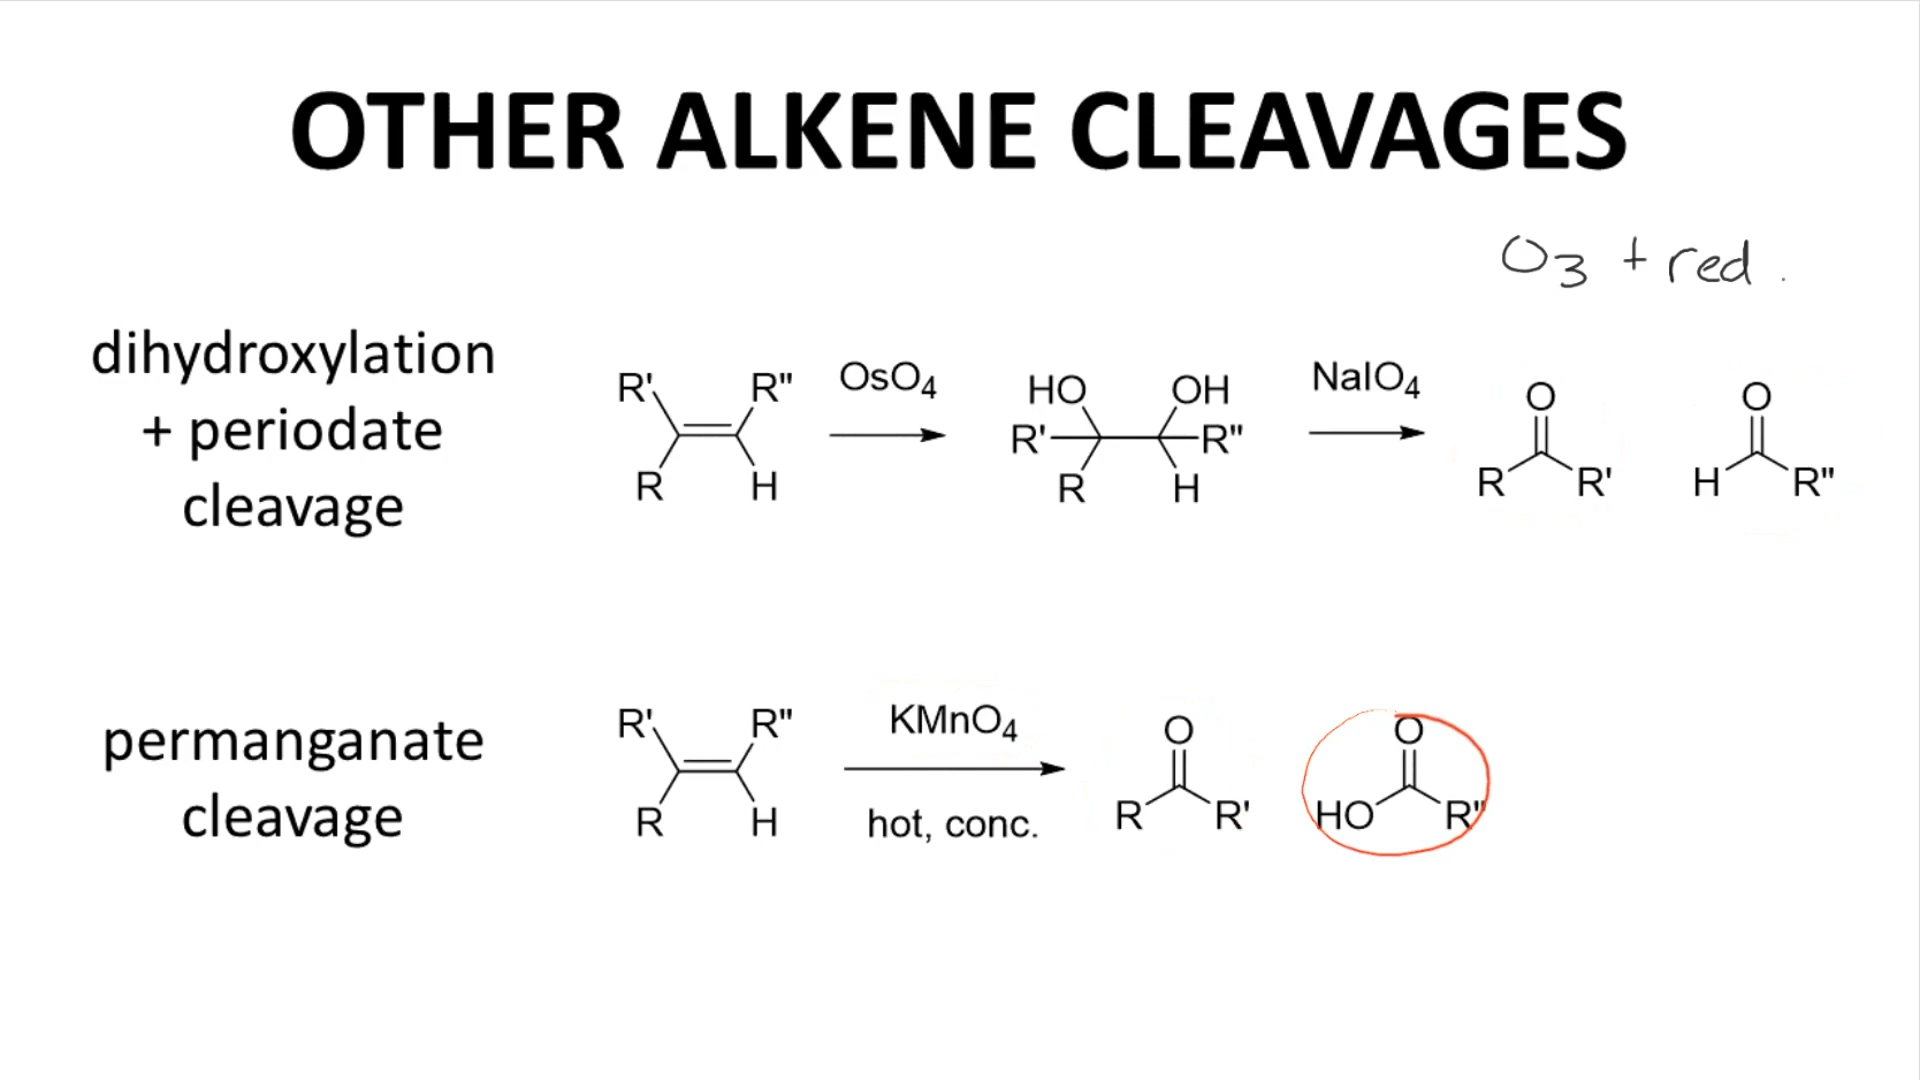 OTHER ALKENE CLEAVAGES
O3 + red.
dihydroxylation
+ periodate
cleavage
R' R" R H
OsO4
HO OH R' R" R H
NaIO4
O R R'
O H R"
permanganate
cleavage
R' R" R H
KMnO4
hot, conc.
O R R'
O HO R"